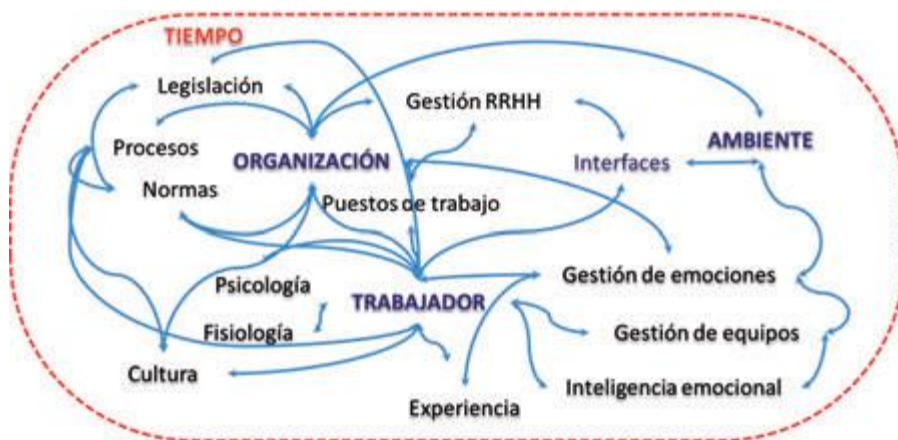 TIEMPO
Legislación
Gestión RRHH
Procesos
ORGANIZACIÓN
Interfaces
AMBIENTE
Normas
Puestos de trabajo
Psicología
TRABAJADOR
Gestión de emociones
Fisiología
Gestión de equipos
Cultura
Experiencia
Inteligencia emocional